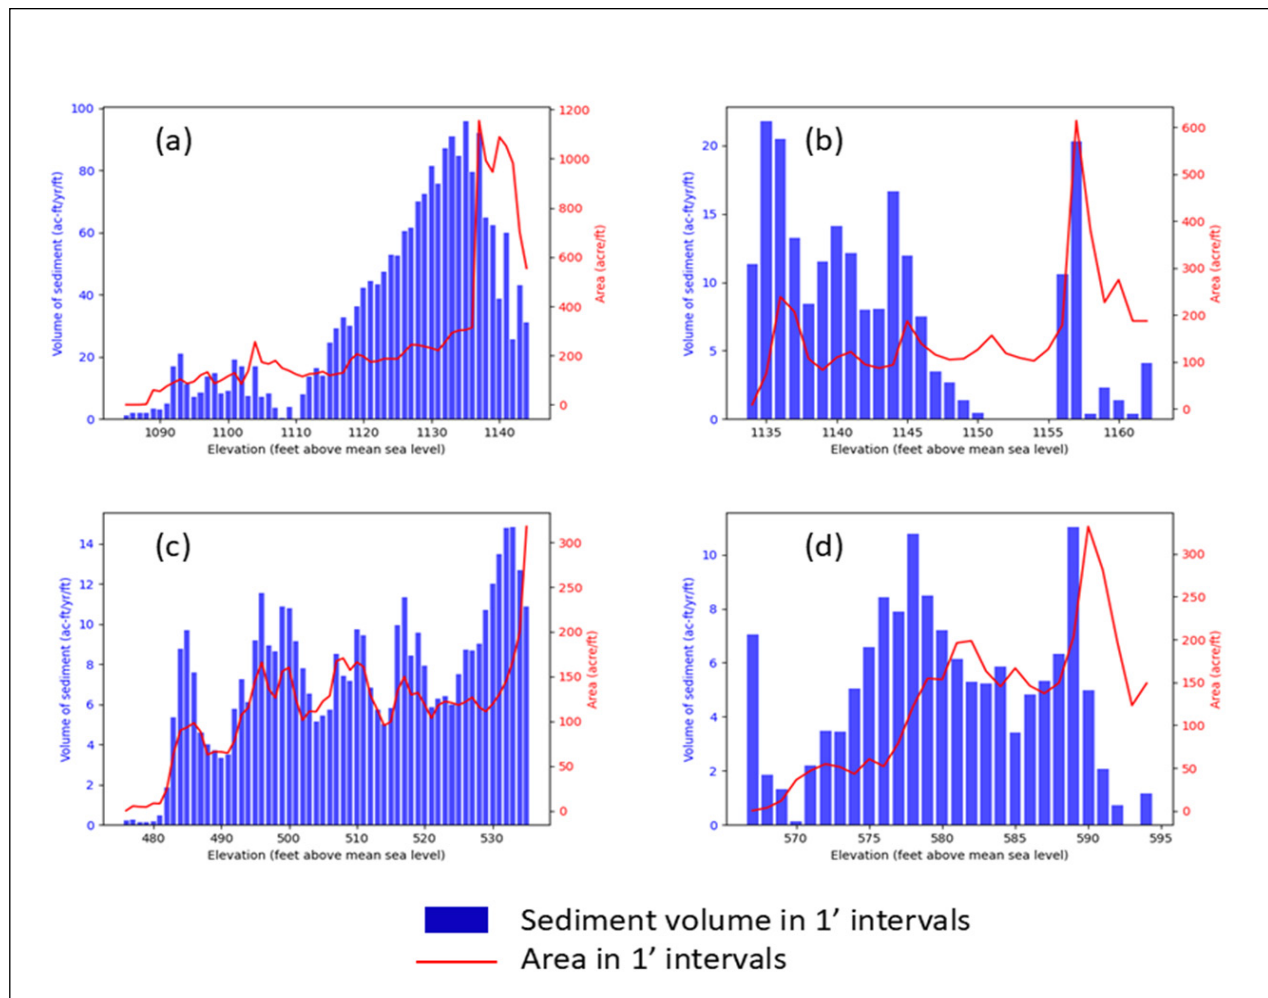 (a)
Volume of sediment (ac-ft/yr/ft)
100
80
60
40
20
0
1200
1000
800
600
400
200
0
Area (acre/ft)
1090 1100 1110 1120 1130 1140
Elevation (feet above mean sea level)
(b)
Volume of sediment (ac-ft/yr/ft)
20
15
10
5
0
600
500
400
300
200
100
0
Area (acre/ft)
1135 1140 1145 1150 1155 1160
Elevation (feet above mean sea level)
(c)
Volume of sediment (ac-ft/yr/ft)
14
12
10
8
6
4
2
0
300
250
200
150
100
50
0
Area (acre/ft)
480 490 500 510 520 530
Elevation (feet above mean sea level)
(d)
Volume of sediment (ac-ft/yr/ft)
10
8
6
4
2
0
300
250
200
150
100
50
0
Area (acre/ft)
570 575 580 585 590 595
Elevation (feet above mean sea level)
Sediment volume in 1’ intervals
Area in 1’ intervals